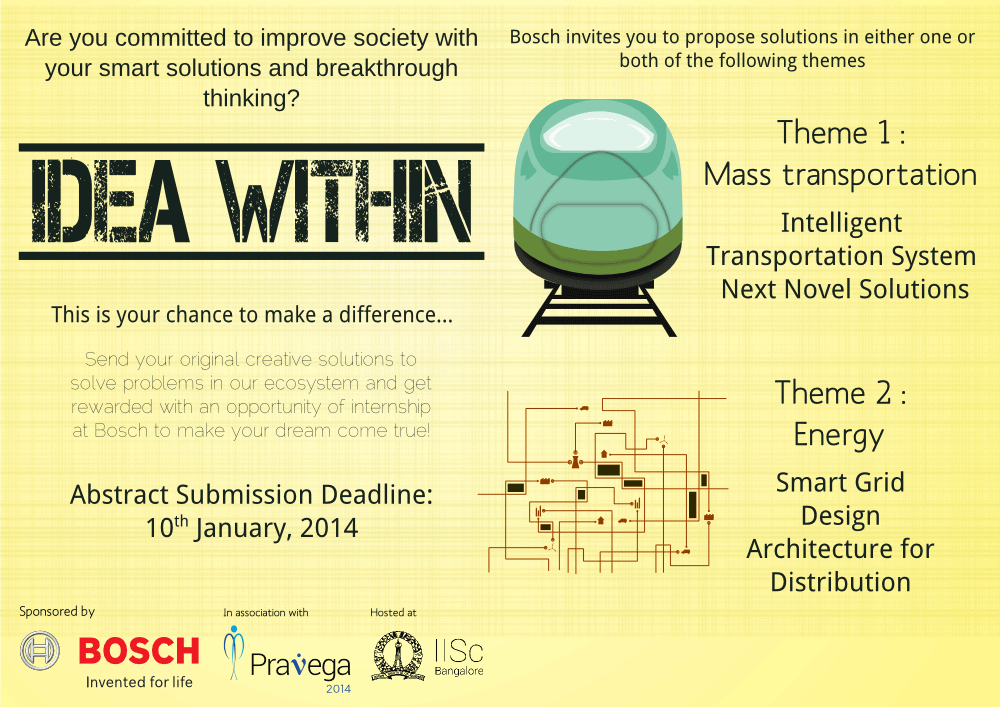 Are you committed to improve society with
your smart solutions and breakthrough
thinking?
IDEA WITHIN
This is your chance to make a difference...
Send your original creative solutions to
solve problems in our ecosystem and get
rewarded with an opportunity of internship
at Bosch to make your dream come true!
Abstract Submission Deadline:
10th January, 2014
Sponsored by
BOSCH
Invented for life
In association with
Pravega
2014
Hosted at
IISc
Bangalore
Bosch invites you to propose solutions in either one or
both of the following themes
Theme 1 :
Mass transportation
Intelligent
Transportation System
Next Novel Solutions
Theme 2 :
Energy
Smart Grid
Design
Architecture for
Distribution